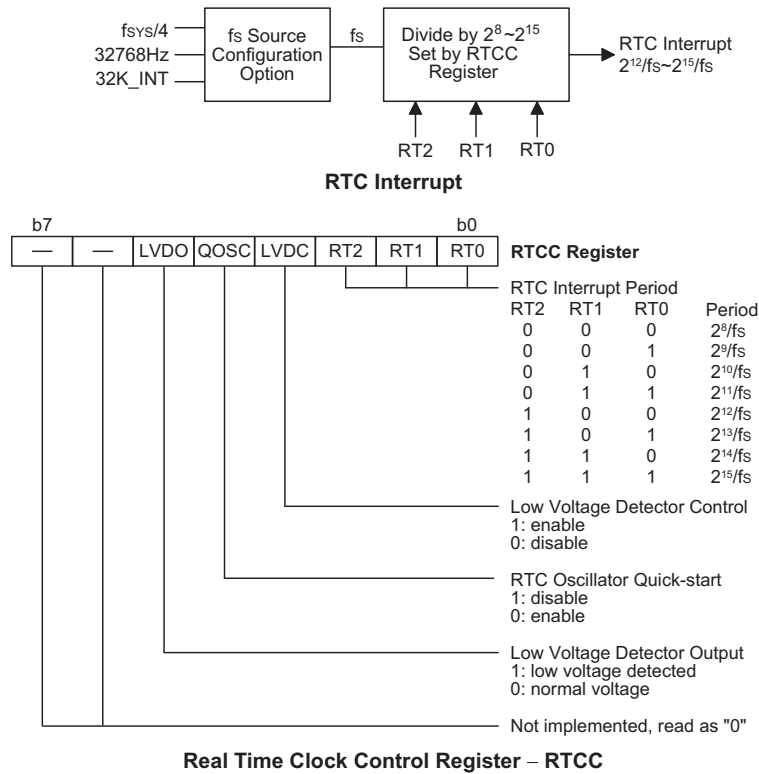 fSYS/4
32768Hz
32K_INT
fS Source
Configuration
Option
fS
Divide by 2⁸~2¹⁵
Set by RTCC
Register
RTC Interrupt
2¹²/fS~2¹⁵/fS
RT2 RT1 RT0
RTC Interrupt
b7 b0
— — LVDO QOSC LVDC RT2 RT1 RT0 RTCC Register
RTC Interrupt Period
RT2 RT1 RT0 Period
0 0 0 2⁸/fS
0 0 1 2⁹/fS
0 1 0 2¹⁰/fS
0 1 1 2¹¹/fS
1 0 0 2¹²/fS
1 0 1 2¹³/fS
1 1 0 2¹⁴/fS
1 1 1 2¹⁵/fS
Low Voltage Detector Control
1: enable
0: disable
RTC Oscillator Quick-start
1: disable
0: enable
Low Voltage Detector Output
1: low voltage detected
0: normal voltage
Not implemented, read as "0"
Real Time Clock Control Register – RTCC